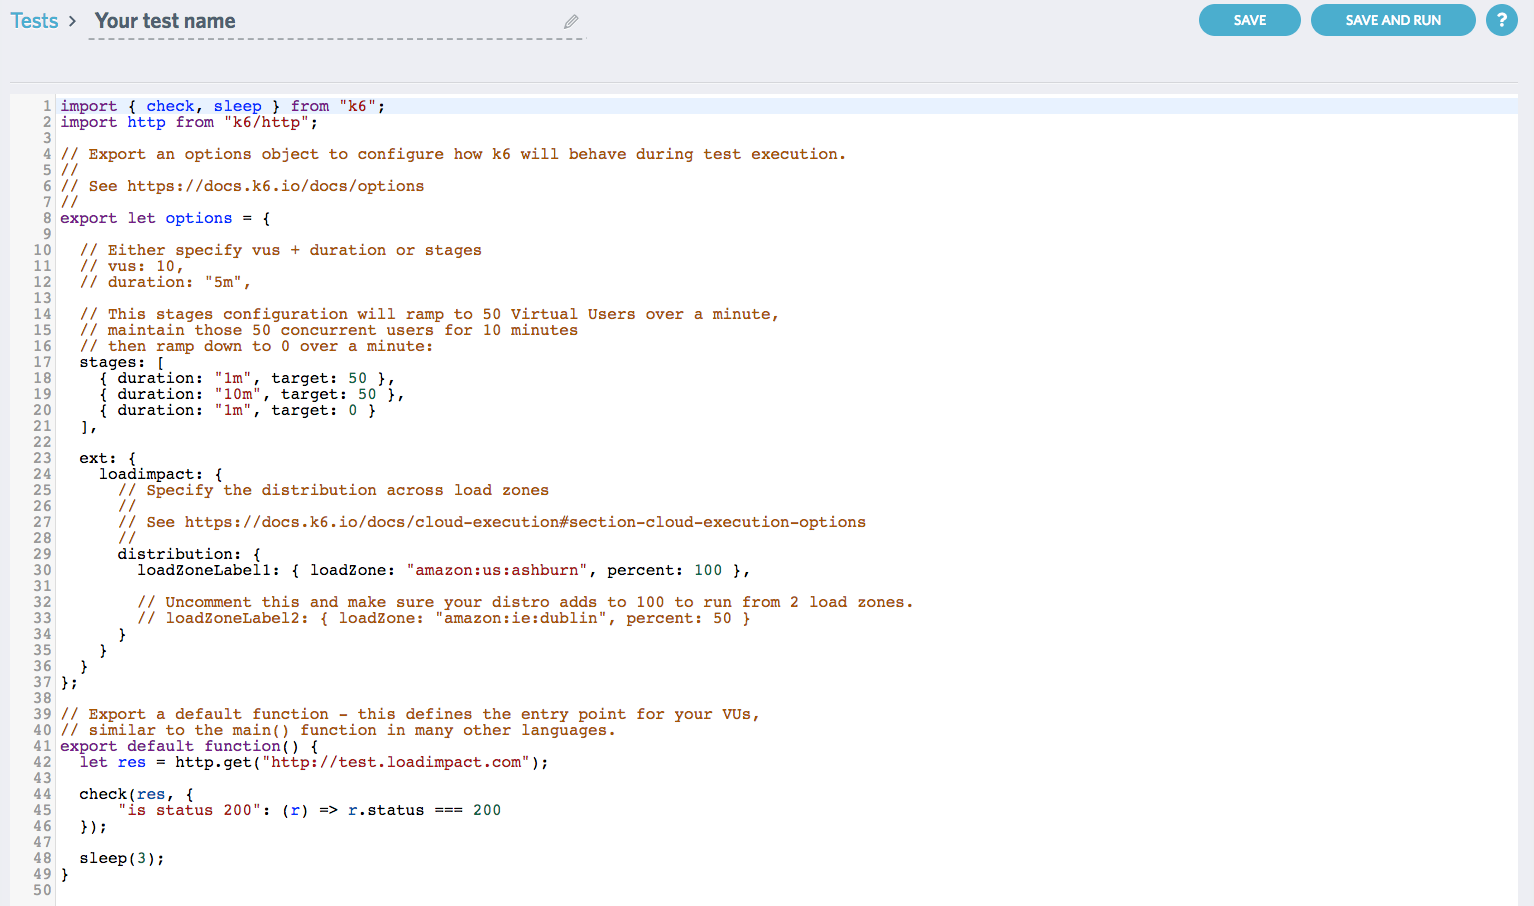 Tests > Your test name
SAVE
SAVE AND RUN
?
1 import { check, sleep } from "k6";
2 import http from "k6/http";
3
4 // Export an options object to configure how k6 will behave during test execution.
5 //
6 // See https://docs.k6.io/docs/options
7 //
8 export let options = {
9
10   // Either specify vus + duration or stages
11   // vus: 10,
12   // duration: "5m",
13
14   // This stages configuration will ramp to 50 Virtual Users over a minute,
15   // maintain those 50 concurrent users for 10 minutes
16   // then ramp down to 0 over a minute:
17   stages: [
18     { duration: "1m", target: 50 },
19     { duration: "10m", target: 50 },
20     { duration: "1m", target: 0 }
21   ],
22
23   ext: {
24     loadimpact: {
25       // Specify the distribution across load zones
26       //
27       // See https://docs.k6.io/docs/cloud-execution#section-cloud-execution-options
28       //
29       distribution: {
30         loadZoneLabel1: { loadZone: "amazon:us:ashburn", percent: 100 },
31
32         // Uncomment this and make sure your distro adds to 100 to run from 2 load zones.
33         // loadZoneLabel2: { loadZone: "amazon:ie:dublin", percent: 50 }
34       }
35     }
36   }
37 };
38
39 // Export a default function - this defines the entry point for your VUs,
40 // similar to the main() function in many other languages.
41 export default function() {
42   let res = http.get("http://test.loadimpact.com");
43
44   check(res, {
45       "is status 200": (r) => r.status === 200
46   });
47
48   sleep(3);
49 }
50